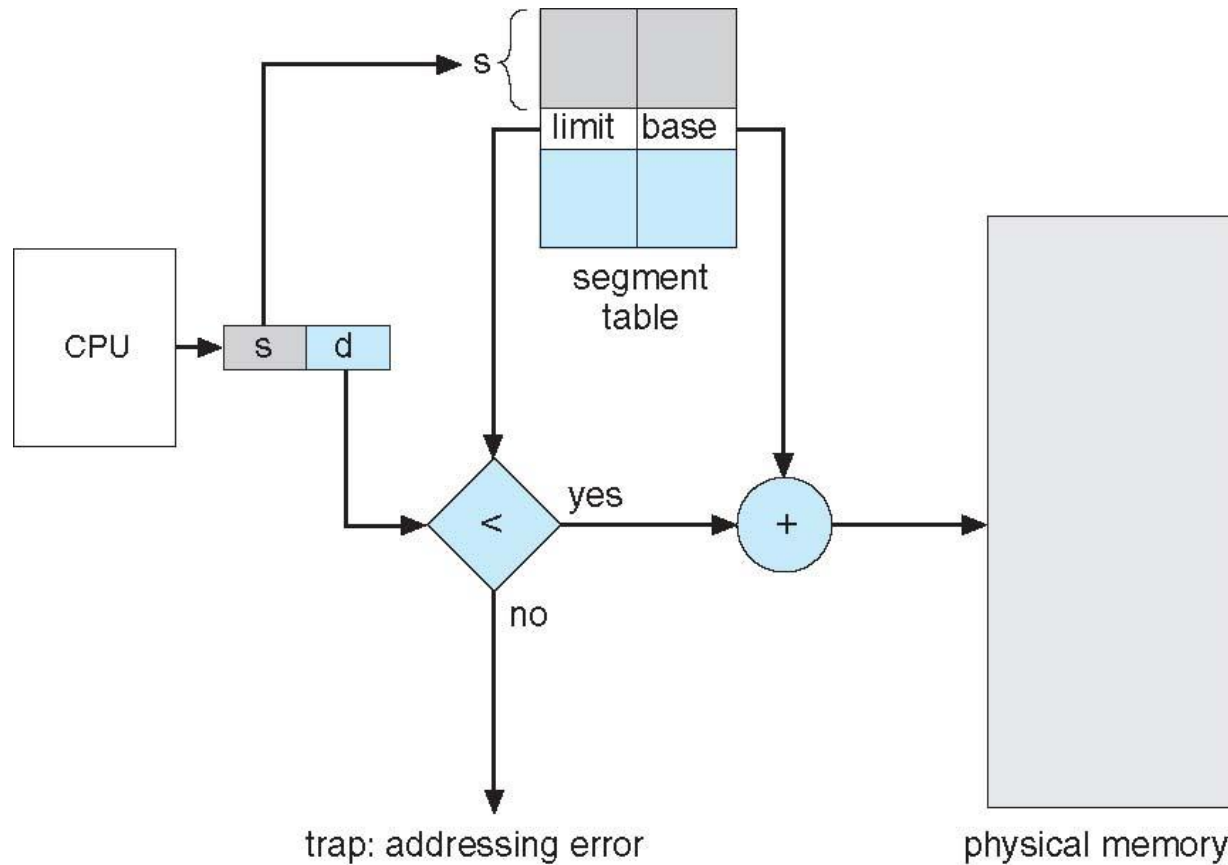 s
limit base
segment
table
CPU
s d
<
yes
+
no
trap: addressing error
physical memory